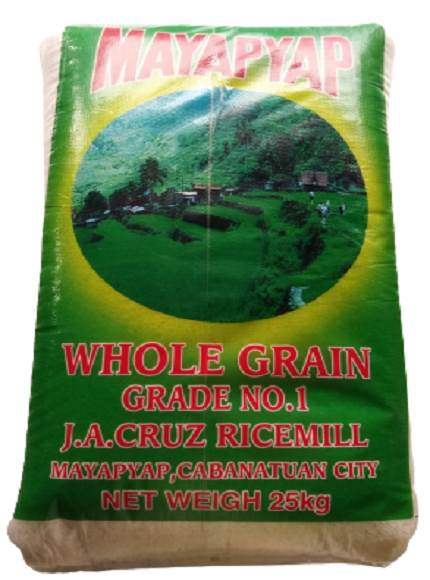 MAYAPYAP
WHOLE GRAIN
GRADE NO.1
J.A.CRUZ RICEMILL
MAYAPYAP,CABANATUAN CITY
NET WEIGH 25kg